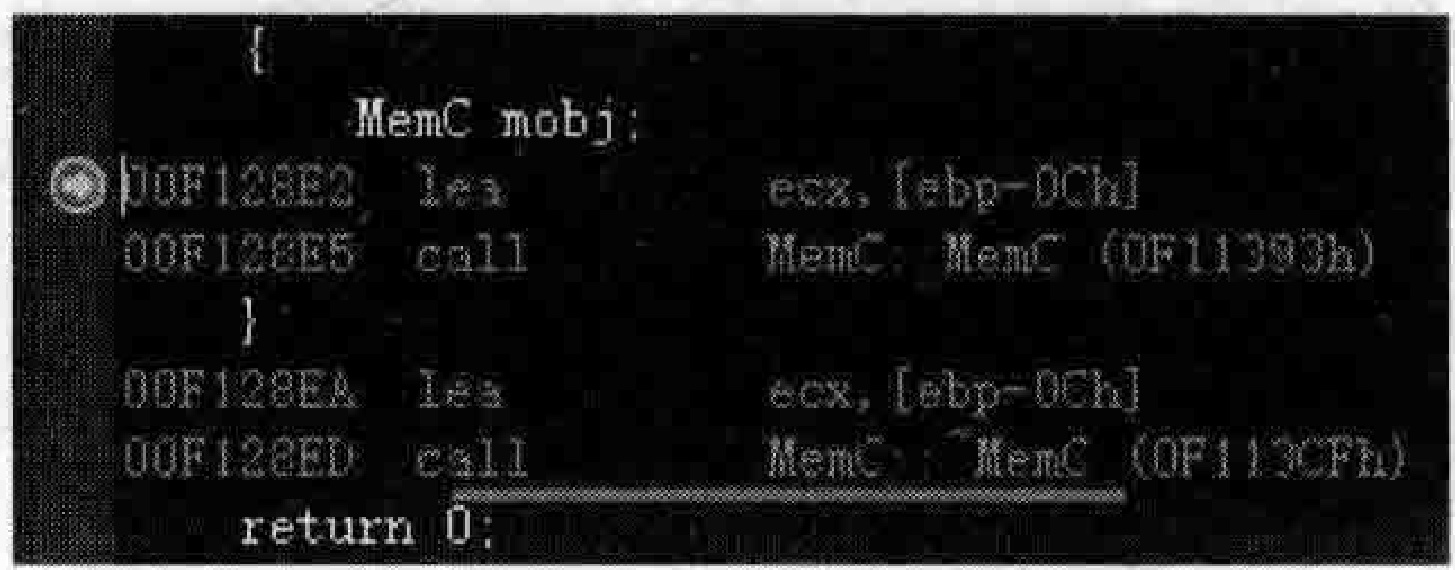 {
MemC mobj;
00F128E2 lea ecx, [ebp-0Ch]
00F128E5 call MemC::MemC (0F11393h)
}
00F128EA lea ecx, [ebp-0Ch]
00F128ED call MemC::~MemC (0F113CFh)
return 0;